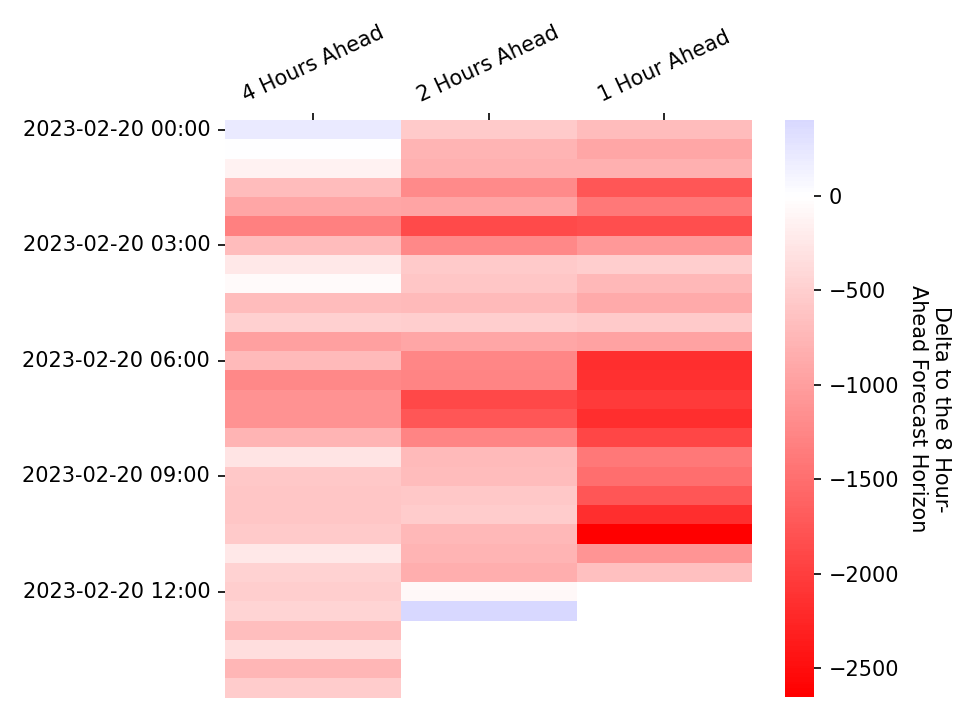 4 Hours Ahead
2 Hours Ahead
1 Hour Ahead
2023-02-20 00:00
2023-02-20 03:00
2023-02-20 06:00
2023-02-20 09:00
2023-02-20 12:00
0
−500
−1000
−1500
−2000
−2500
Delta to the 8 Hour-
Ahead Forecast Horizon